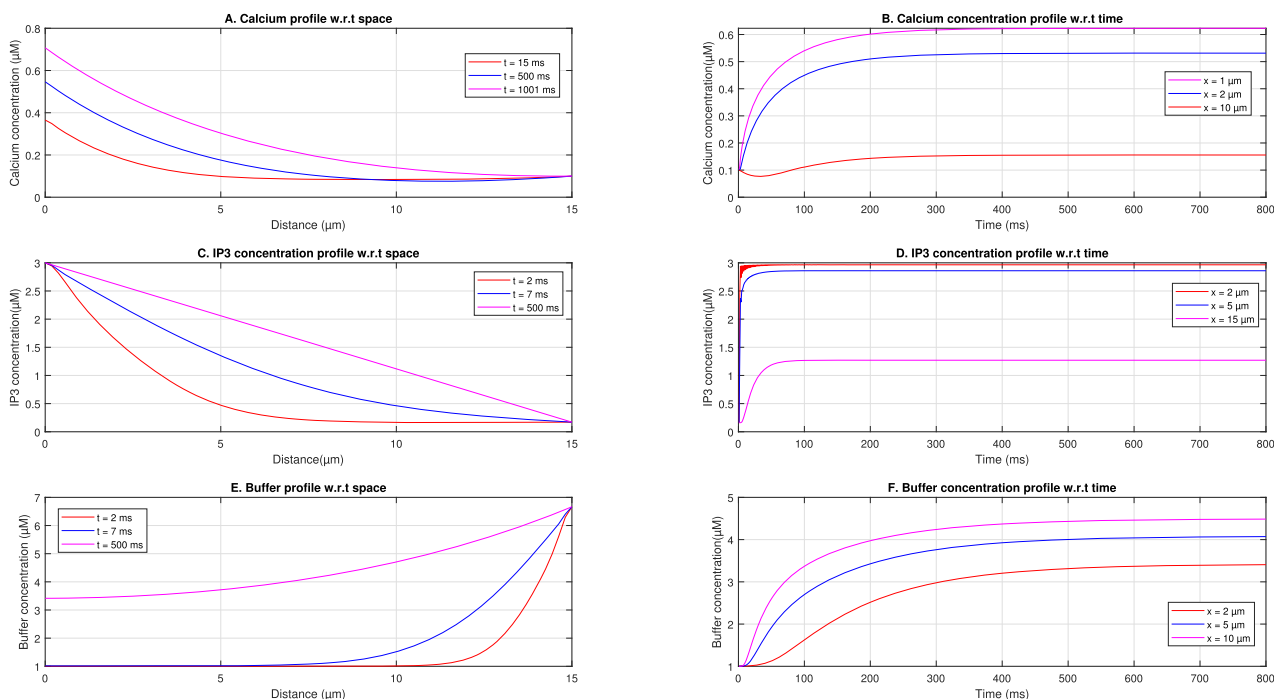 A. Calcium profile w.r.t space
Calcium concentration (µM)
0.8
0.6
0.4
0.2
0
0
5
10
15
Distance (µm)
t = 15 ms
t = 500 ms
t = 1001 ms
B. Calcium concentration profile w.r.t time
Calcium concentration(µM)
0.6
0.5
0.4
0.3
0.2
0.1
0
0
100
200
300
400
500
600
700
800
Time (ms)
x = 1 µm
x = 2 µm
x = 10 µm
C. IP3 concentration profile w.r.t space
IP3 concentration(µM)
3
2.5
2
1.5
1
0.5
0
0
5
10
15
Distance(µm)
t = 2 ms
t = 7 ms
t = 500 ms
D. IP3 concentration profile w.r.t time
IP3 concentration(µM)
3
2.5
2
1.5
1
0.5
0
0
100
200
300
400
500
600
700
800
Time (ms)
x = 2 µm
x = 5 µm
x = 15 µm
E. Buffer profile w.r.t space
Buffer concentration (µM)
7
6
5
4
3
2
1
0
5
10
15
Distance (µm)
t = 2 ms
t = 7 ms
t = 500 ms
F. Buffer concentration profile w.r.t time
Buffer concentration(µM)
5
4
3
2
1
0
100
200
300
400
500
600
700
800
Time (ms)
x = 2 µm
x = 5 µm
x = 10 µm